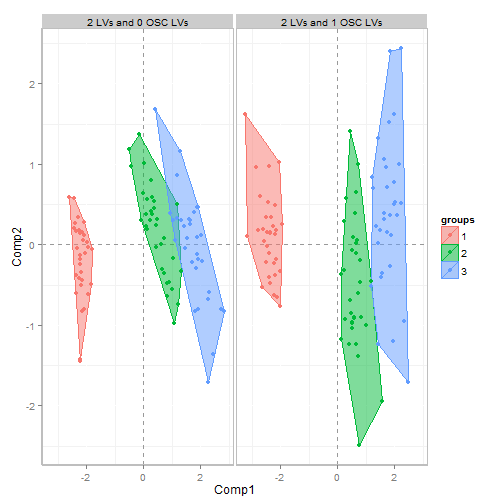 2 LVs and 0 OSC LVs 2 LVs and 1 OSC LVs
2
1
0
-1
-2
Comp2
groups
1
2
3
-2 0 2 -2 0 2
Comp1